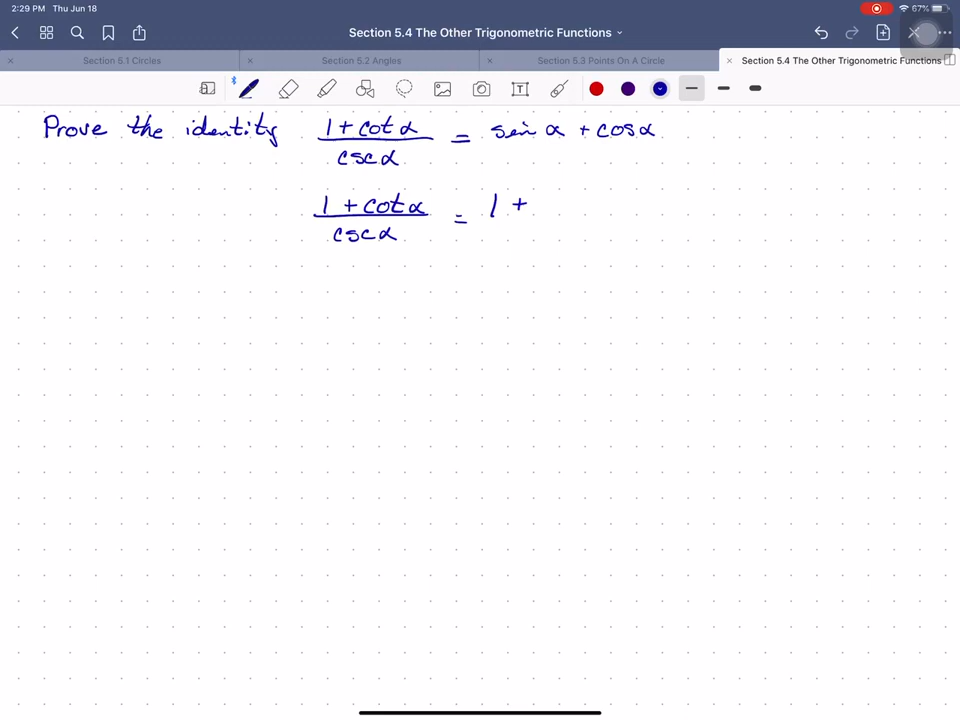 2:29 PM Thu Jun 18 67%
Section 5.4 The Other Trigonometric Functions
Section 5.1 Circles Section 5.2 Angles Section 5.3 Points On A Circle Section 5.4 The Other Trigonometric Functions
Prove the identity (1 + cot α)/(csc α) = sin α + cos α
(1 + cot α)/(csc α) = 1 +